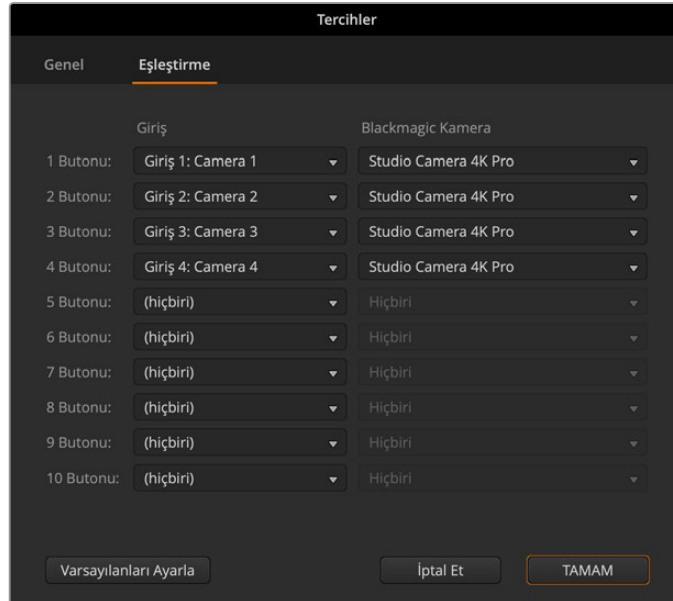 Tercihler
Genel Eşleştirme
Giriş Blackmagic Kamera
1 Butonu: Giriş 1: Camera 1 Studio Camera 4K Pro
2 Butonu: Giriş 2: Camera 2 Studio Camera 4K Pro
3 Butonu: Giriş 3: Camera 3 Studio Camera 4K Pro
4 Butonu: Giriş 4: Camera 4 Studio Camera 4K Pro
5 Butonu: (hiçbiri) Hiçbiri
6 Butonu: (hiçbiri) Hiçbiri
7 Butonu: (hiçbiri) Hiçbiri
8 Butonu: (hiçbiri) Hiçbiri
9 Butonu: (hiçbiri) Hiçbiri
10 Butonu: (hiçbiri) Hiçbiri
Varsayılanları Ayarla İptal Et TAMAM